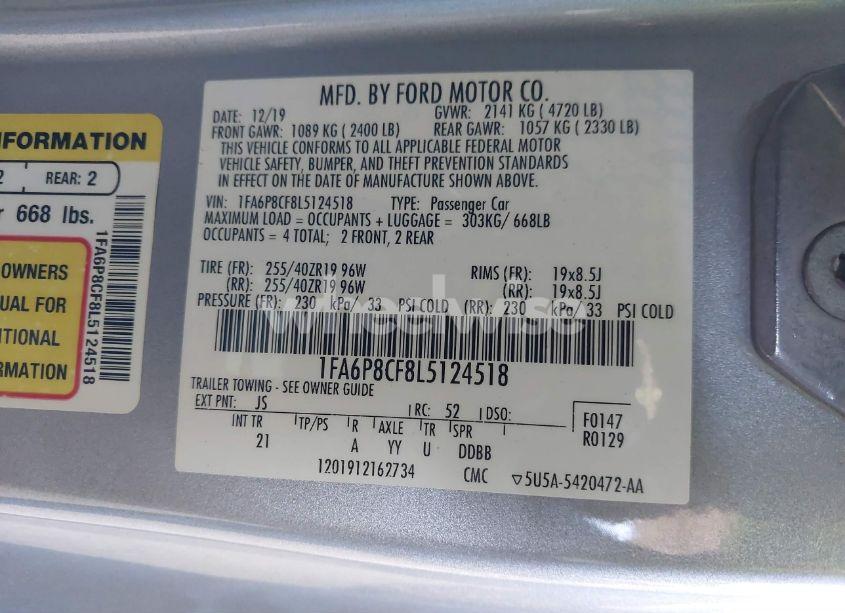 INFORMATION
2 REAR: 2
668 lbs.
OWNERS
UAL FOR
ITIONAL
ORMATION
1FA6P8CF8L5124518
MFD. BY FORD MOTOR CO.
DATE: 12/19 GVWR: 2141 KG ( 4720 LB)
FRONT GAWR: 1089 KG ( 2400 LB) REAR GAWR: 1057 KG ( 2330 LB)
THIS VEHICLE CONFORMS TO ALL APPLICABLE FEDERAL MOTOR
VEHICLE SAFETY, BUMPER, AND THEFT PREVENTION STANDARDS
IN EFFECT ON THE DATE OF MANUFACTURE SHOWN ABOVE.
VIN: 1FA6P8CF8L5124518 TYPE: Passenger Car
MAXIMUM LOAD = OCCUPANTS + LUGGAGE = 303KG/ 668LB
OCCUPANTS = 4 TOTAL; 2 FRONT, 2 REAR
TIRE (FR): 255/40ZR19 96W RIMS (FR): 19x8.5J
(RR): 255/40ZR19 96W (RR): 19x8.5J
PRESSURE (FR): 230 kPa/ 33 PSI COLD (RR): 230 kPa/ 33 PSI COLD
wheelwise
1FA6P8CF8L5124518
TRAILER TOWING - SEE OWNER GUIDE
EXT PNT: JS RC: 52 DSO: F0147
INT TR TP/PS R AXLE TR SPR R0129
21 A YY U DDBB
1201912162734 CMC ▽5U5A-5420472-AA